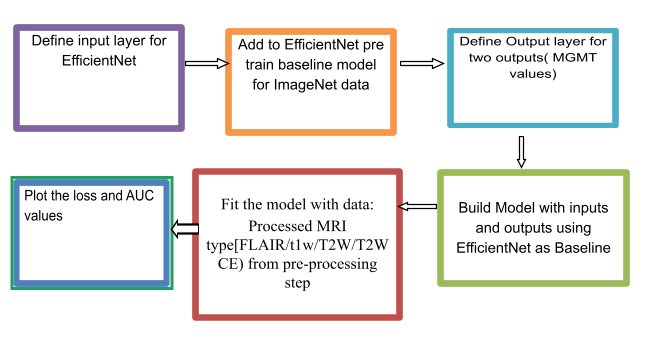 Define input layer for
EfficientNet
Add to EfficientNet pre
train baseline model
for ImageNet data
Define Output layer for
two outputs( MGMT
values)
Build Model with inputs
and outputs using
EfficientNet as Baseline
Fit the model with data:
Processed MRI
type[FLAIR/t1w/T2W/T2W
CE) from pre-processing
step
Plot the loss and AUC
values